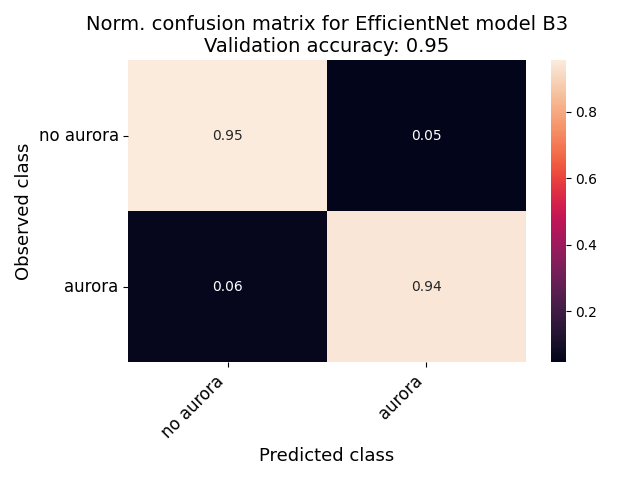 Norm. confusion matrix for EfficientNet model B3
Validation accuracy: 0.95
no aurora
0.95
0.05
0.8
0.6
Observed class
0.4
aurora
0.06
0.94
0.2
no aurora
aurora
Predicted class